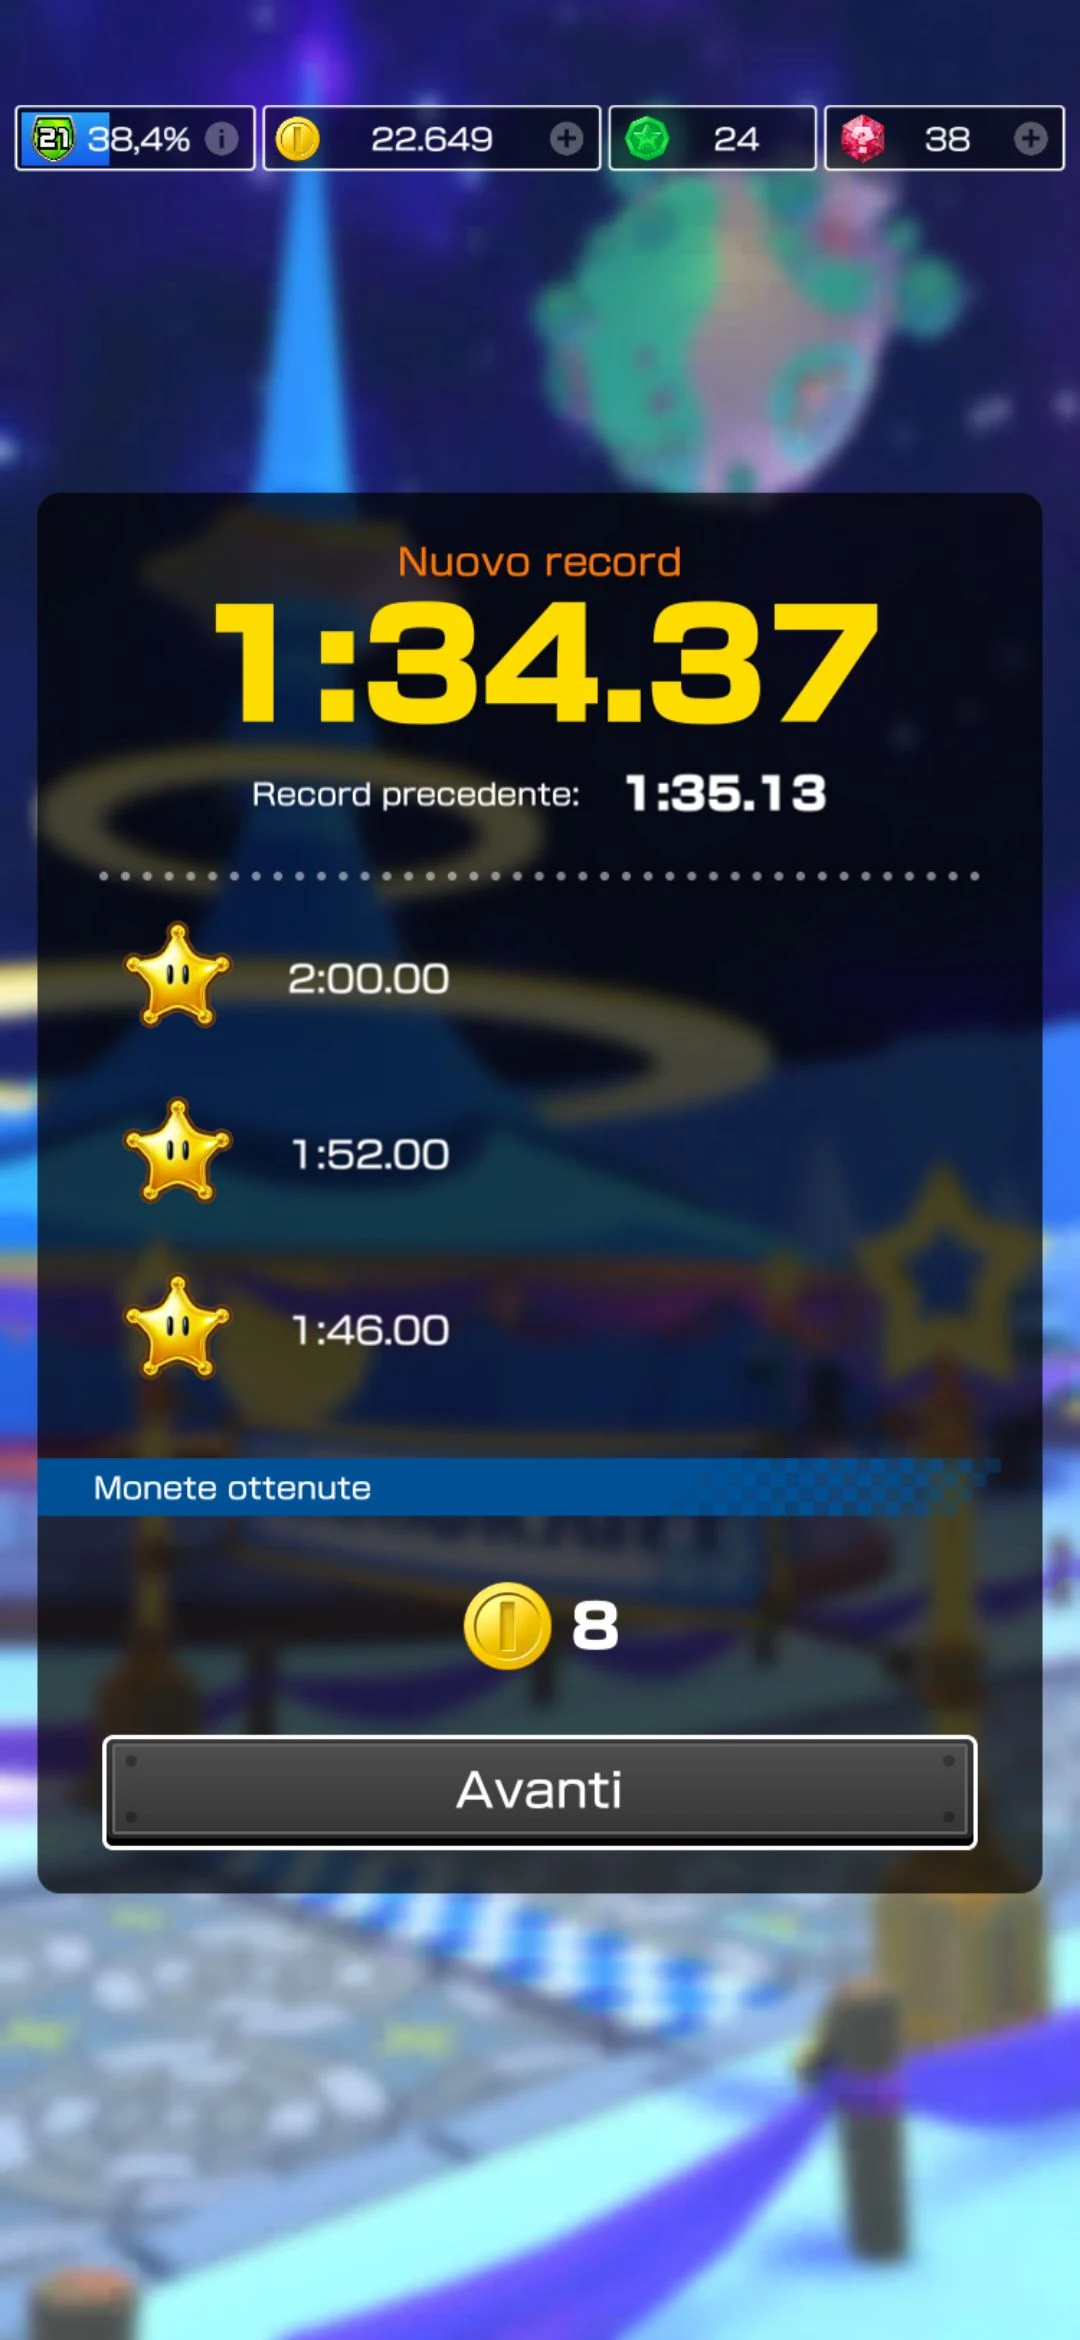 21 38,4% i 22.649 + 24 38 +
Nuovo record
1:34.37
Record precedente: 1:35.13
2:00.00
1:52.00
1:46.00
Monete ottenute
8
Avanti